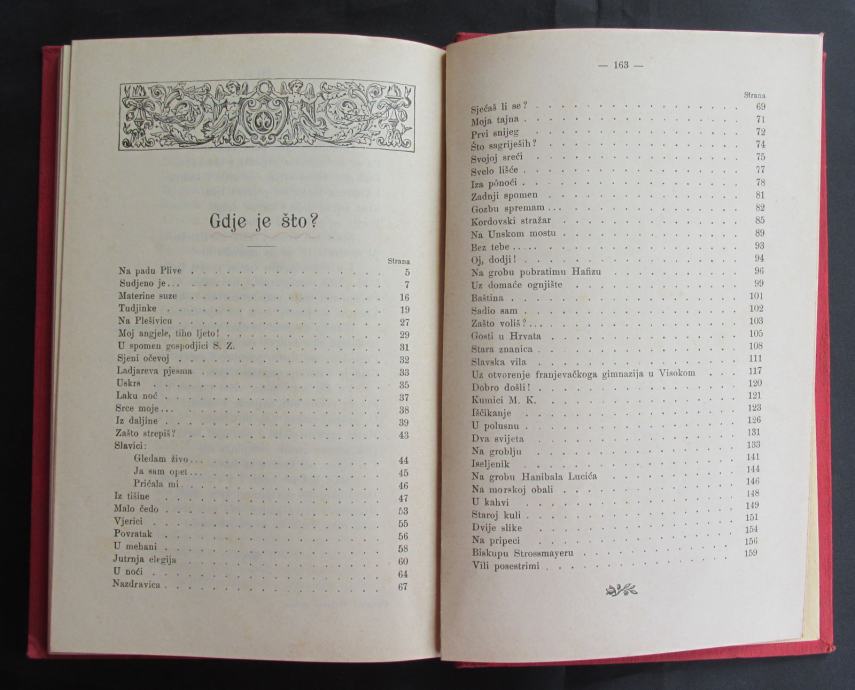 Gdje je što?
Strana
Na padu Plive . . . . . . . . . . 5
Sudjeno je... . . . . . . . . . . 7
Materine suze . . . . . . . . . . 16
Tudjinke . . . . . . . . . . 19
Na Plešivicu . . . . . . . . . . 27
Moj angjele, tiho ljeto! . . . . . . . . . . 29
U spomen gospodjici S. Z. . . . . . . . . . 31
Sjeni očevoj . . . . . . . . . . 32
Ladjareva pjesma . . . . . . . . . . 33
Uskrs . . . . . . . . . . 35
Laku noć . . . . . . . . . . 37
Srce moje... . . . . . . . . . . 38
Iz daljine . . . . . . . . . . 39
Zašto strepiš? . . . . . . . . . . 43
Slavici:
Gledam živo... . . . . . . . . . . 44
Ja sam opet... . . . . . . . . . . 45
Pričala mi . . . . . . . . . . 46
Iz tišine . . . . . . . . . . 47
Malo čedo . . . . . . . . . . 53
Vjerici . . . . . . . . . . 55
Povratak . . . . . . . . . . 56
U mehani . . . . . . . . . . 58
Jutrnja elegija . . . . . . . . . . 60
U noći . . . . . . . . . . 64
Nazdravica . . . . . . . . . . 67
— 163 —
Strana
Sjećaš li se? . . . . . . . . . . 69
Moja tajna . . . . . . . . . . 71
Prvi snijeg . . . . . . . . . . 72
Što sagriješih? . . . . . . . . . . 74
Svojoj sreći . . . . . . . . . . 75
Svelo lišće . . . . . . . . . . 77
Iza pônoći . . . . . . . . . . 78
Zadnji spomen . . . . . . . . . . 81
Gozbu spremam... . . . . . . . . . . 82
Kordovski stražar . . . . . . . . . . 85
Na Unskom mostu . . . . . . . . . . 89
Bez tebe..... . . . . . . . . . . 93
Oj, dodji! . . . . . . . . . . 94
Na grobu pobratimu Hafizu . . . . . . . . . . 96
Uz domaće ognjište . . . . . . . . . . 99
Baština . . . . . . . . . . 101
Sadio sam . . . . . . . . . . 102
Zašto voliš?... . . . . . . . . . . 103
Gosti u Hrvata . . . . . . . . . . 105
Stara znanica . . . . . . . . . . 108
Slavska vila . . . . . . . . . . 111
Uz otvorenje franjevačkoga gimnazija u Visokom . . . 117
Dobro došli! . . . . . . . . . . 120
Kumici M. K. . . . . . . . . . . 121
Iščikanje . . . . . . . . . . 123
U polusnu . . . . . . . . . . 126
Dva svijeta . . . . . . . . . . 131
Na groblju . . . . . . . . . . 133
Iseljenik . . . . . . . . . . 141
Na grobu Hanibala Lucića . . . . . . . . . . 144
Na morskoj obali . . . . . . . . . . 146
U kahvi . . . . . . . . . . 148
Staroj kuli . . . . . . . . . . 149
Dvije slike . . . . . . . . . . 151
Na pripeci . . . . . . . . . . 154
Biskupu Strossmayeru . . . . . . . . . . 156
Vili posestrimi . . . . . . . . . . 159